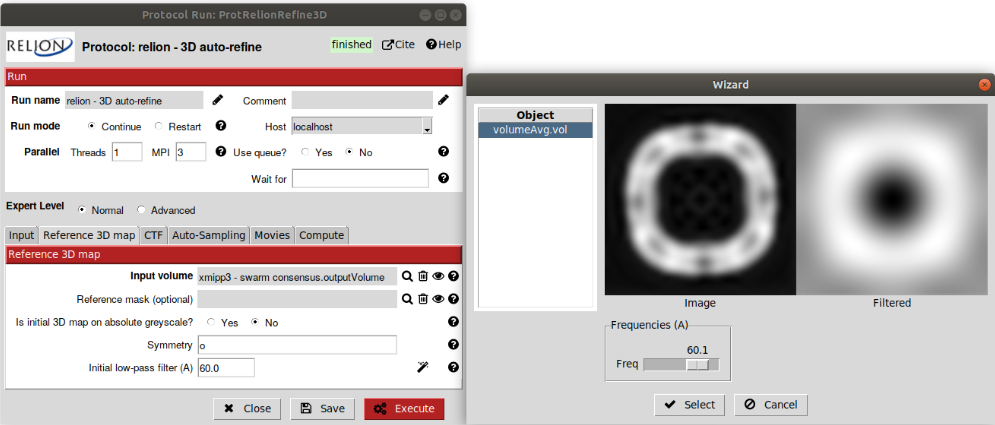 Protocol Run: ProtRelionRefine3D
RELION Protocol: relion - 3D auto-refine finished Cite Help
Run
Run name relion - 3D auto-refine Comment
Run mode Continue Restart Host localhost
Parallel Threads 1 MPI 3 Use queue? Yes No
Wait for
Expert Level Normal Advanced
Input Reference 3D map CTF Auto-Sampling Movies Compute
Reference 3D map
Input volume xmipp3 - swarm consensus.outputVolume
Reference mask (optional)
Is initial 3D map on absolute greyscale? Yes No
Symmetry o
Initial low-pass filter (A) 60.0
Close Save Execute
Wizard
Object
volumeAvg.vol
Image Filtered
Frequencies (A)
60.1
Freq
Select Cancel